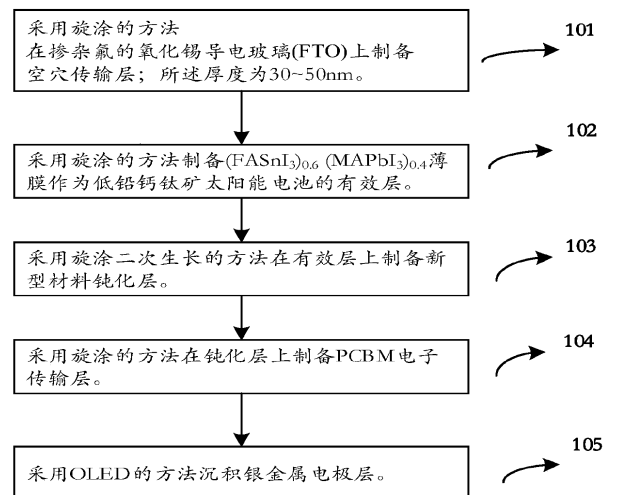 采用旋涂的方法
在掺杂氟的氧化锡导电玻璃(FTO)上制备
空穴传输层；所述厚度为30~50nm。
101
采用旋涂的方法制备(FASnI₃)₀.₆ (MAPbI₃)₀.₄薄
膜作为低铅钙钛矿太阳能电池的有效层。
102
采用旋涂二次生长的方法在有效层上制备新
型材料钝化层。
103
采用旋涂的方法在钝化层上制备PCBM电子
传输层。
104
采用OLED的方法沉积银金属电极层。
105